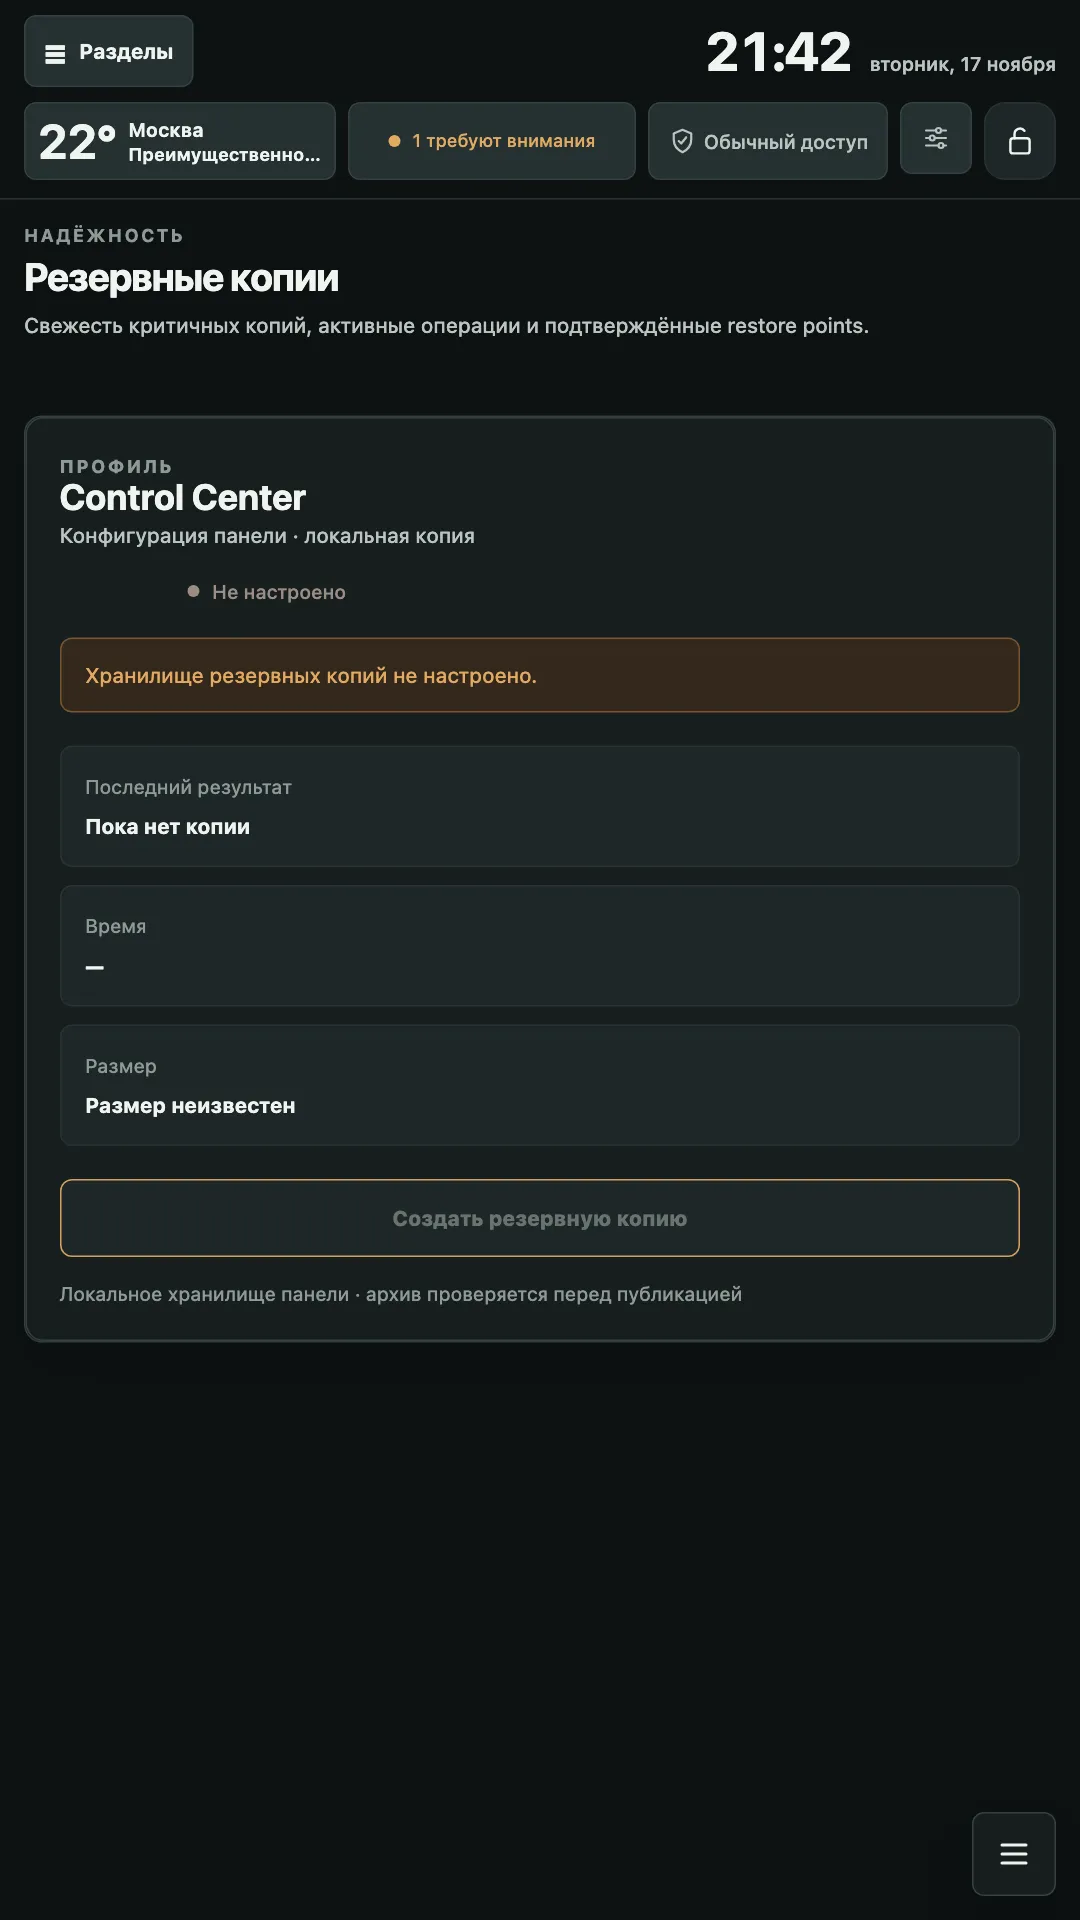 Разделы
21:42 вторник, 17 ноября
22° Москва
Преимущественно...
1 требуют внимания
Обычный доступ
НАДЁЖНОСТЬ
Резервные копии
Свежесть критичных копий, активные операции и подтверждённые restore points.
ПРОФИЛЬ
Control Center
Конфигурация панели · локальная копия
Не настроено
Хранилище резервных копий не настроено.
Последний результат
Пока нет копии
Время
—
Размер
Размер неизвестен
Создать резервную копию
Локальное хранилище панели · архив проверяется перед публикацией